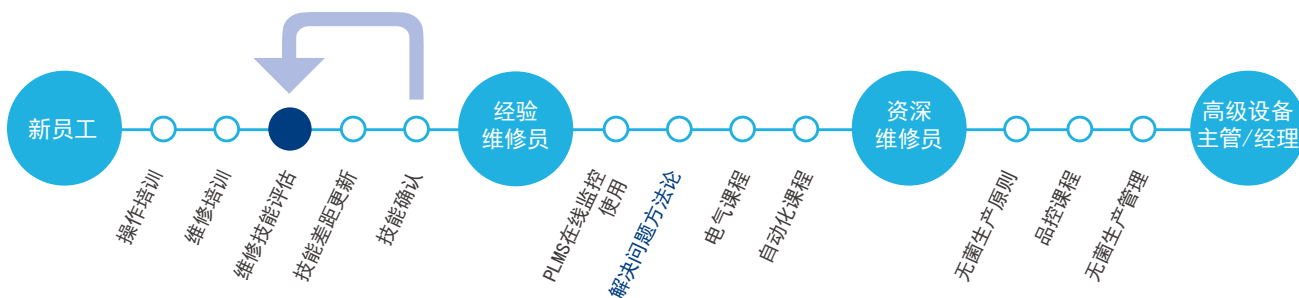 新员工
操作培训
维修培训
维修技能评估
技能差距更新
技能确认
经验
维修员
PLMS在线监控
使用
解决问题方法论
电气课程
自动化课程
资深
维修员
无菌生产原则
品控课程
无菌生产管理
高级设备
主管/经理